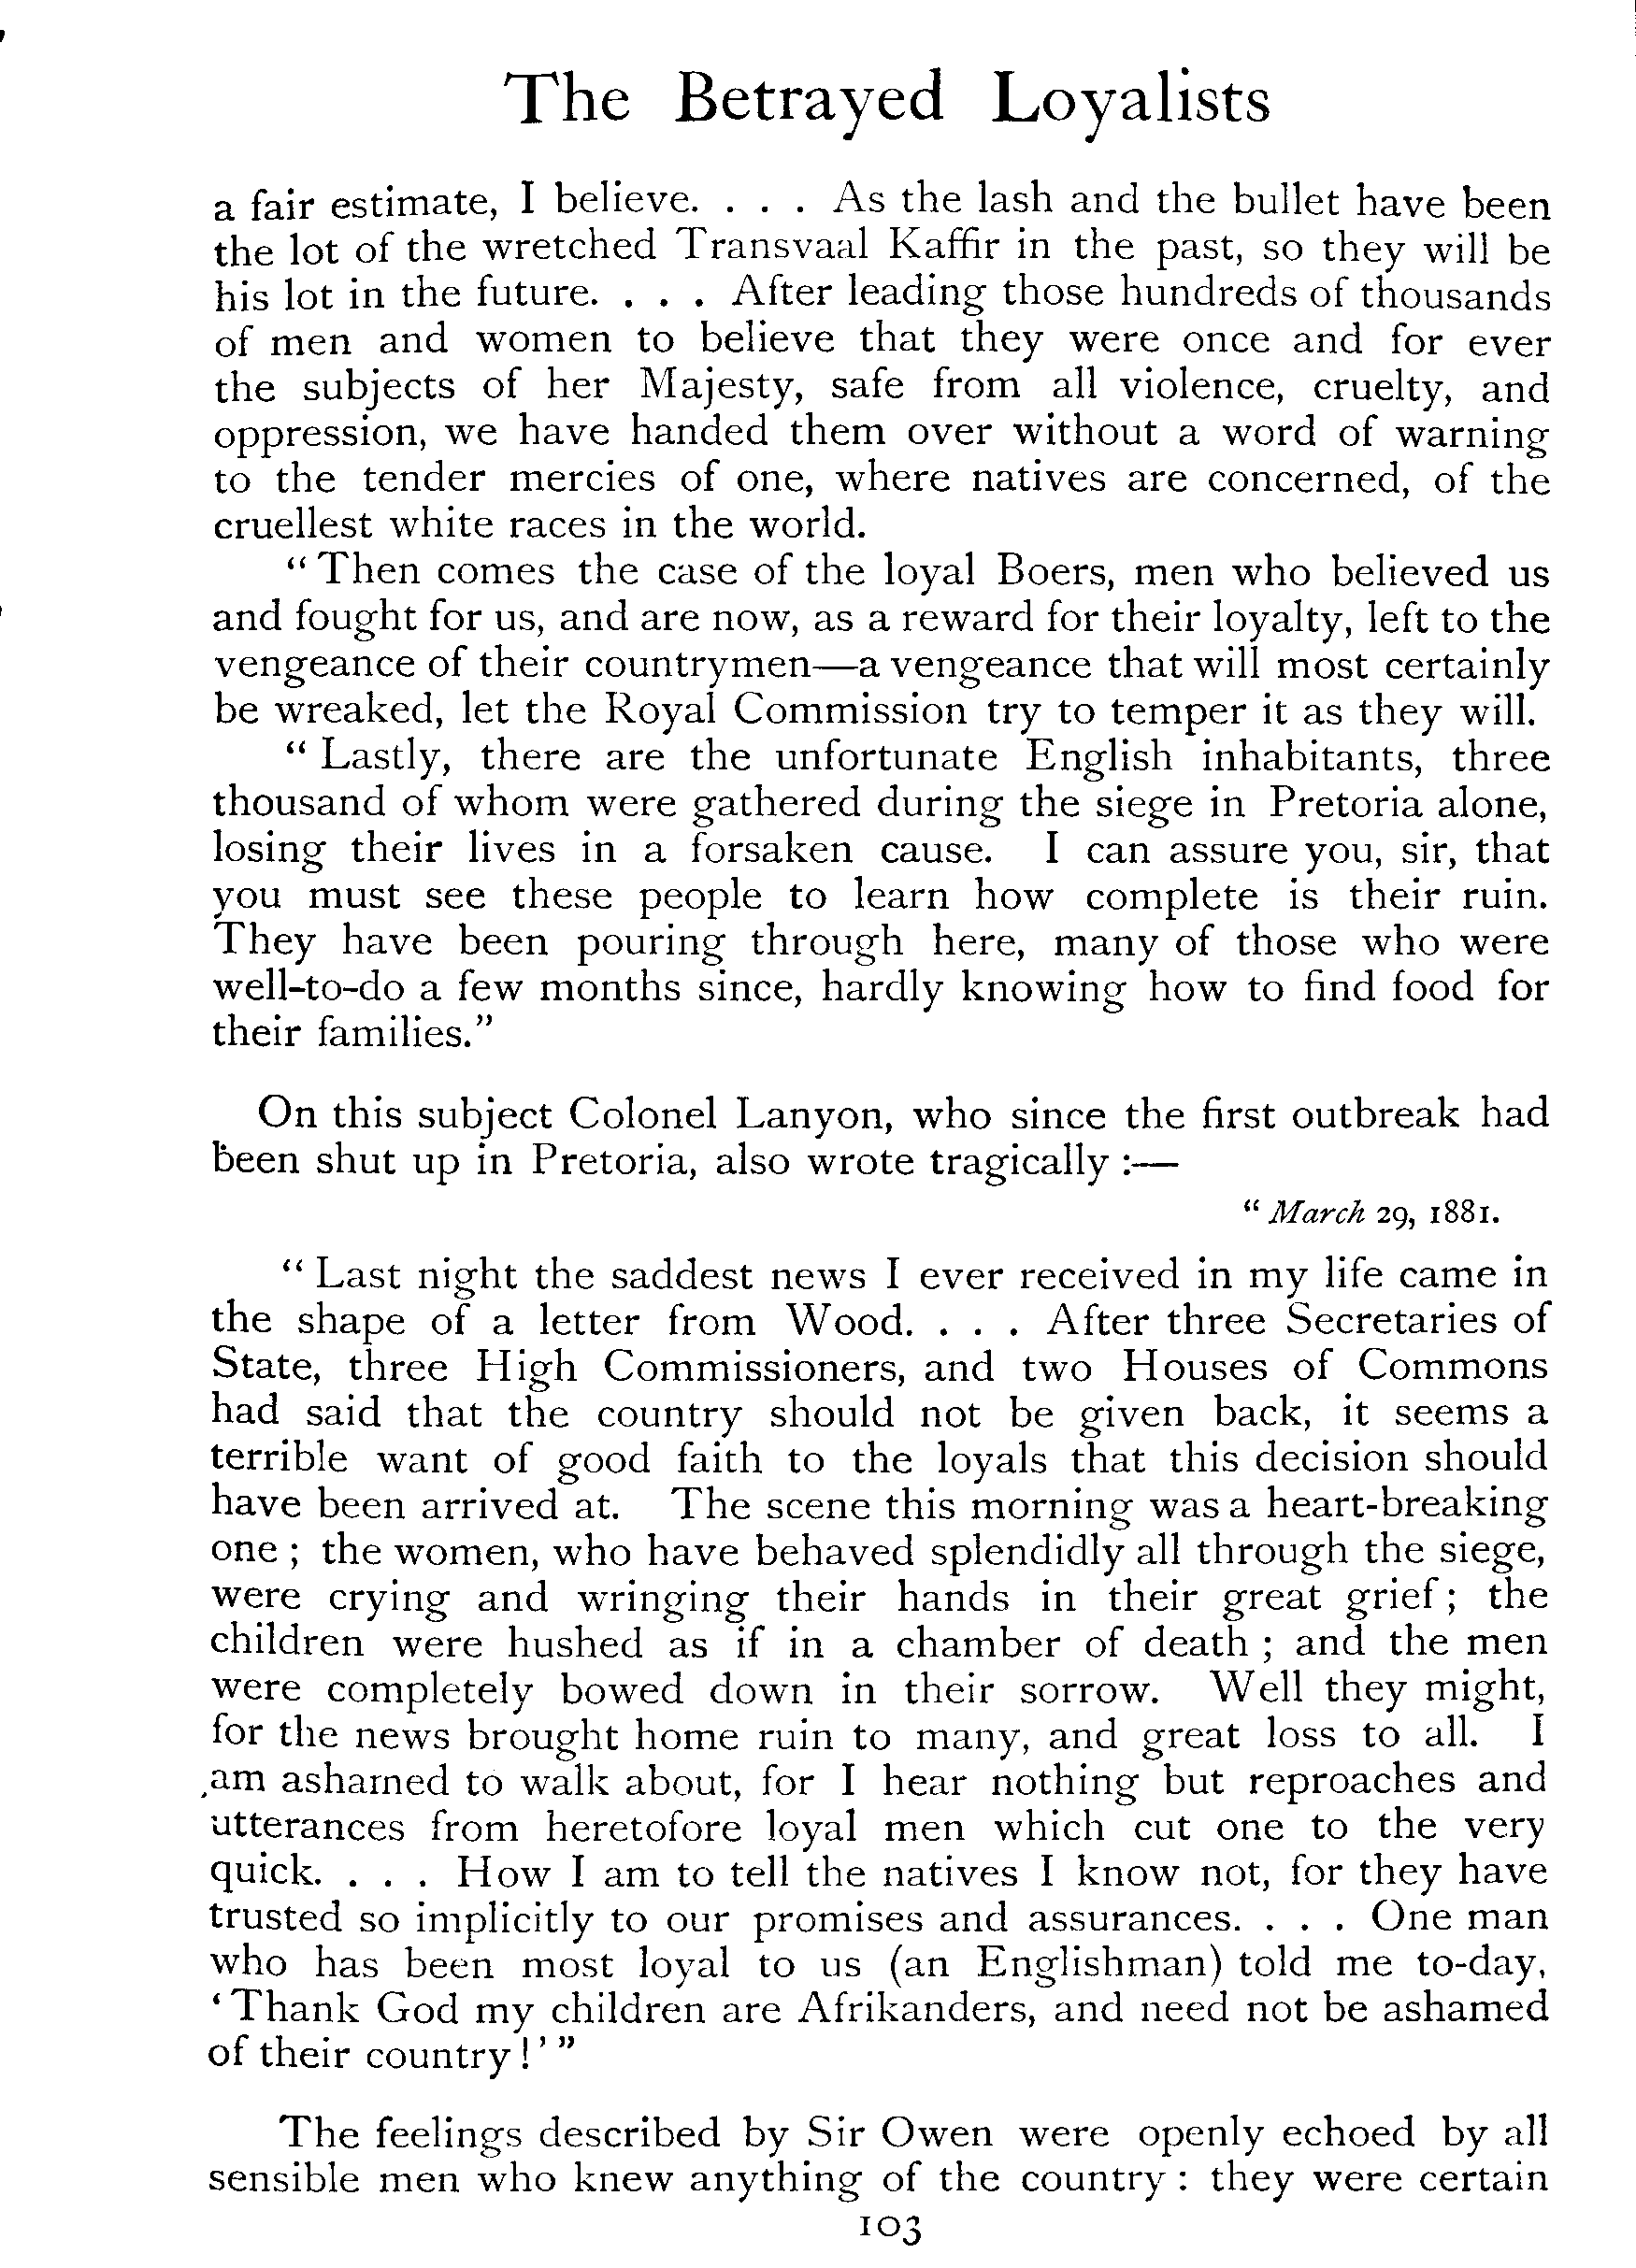 The Betrayed Loyalists
a fair estimate, I believe. . . . As the lash and the bullet have been
the lot of the wretched Transvaal Kaffir in the past, so they will be
his lot in the future. . . . After leading those hundreds of thousands
of men and women to believe that they were once and for ever
the subjects of her Majesty, safe from all violence, cruelty, and
oppression, we have handed them over without a word of warning
to the tender mercies of one, where natives are concerned, of the
cruellest white races in the world.
“ Then comes the case of the loyal Boers, men who believed us
and fought for us, and are now, as a reward for their loyalty, left to the
vengeance of their countrymen—a vengeance that will most certainly
be wreaked, let the Royal Commission try to temper it as they will.
“ Lastly, there are the unfortunate English inhabitants, three
thousand of whom were gathered during the siege in Pretoria alone,
losing their lives in a forsaken cause. I can assure you, sir, that
you must see these people to learn how complete is their ruin.
They have been pouring through here, many of those who were
well-to-do a few months since, hardly knowing how to find food for
their families.”
On this subject Colonel Lanyon, who since the first outbreak had
been shut up in Pretoria, also wrote tragically :—
“ March 29, 1881.
“ Last night the saddest news I ever received in my life came in
the shape of a letter from Wood. . . . After three Secretaries of
State, three High Commissioners, and two Houses of Commons
had said that the country should not be given back, it seems a
terrible want of good faith to the loyals that this decision should
have been arrived at. The scene this morning was a heart-breaking
one ; the women, who have behaved splendidly all through the siege,
were crying and wringing their hands in their great grief ; the
children were hushed as if in a chamber of death ; and the men
were completely bowed down in their sorrow. Well they might,
for the news brought home ruin to many, and great loss to all. I
am ashamed to walk about, for I hear nothing but reproaches and
utterances from heretofore loyal men which cut one to the very
quick. . . . How I am to tell the natives I know not, for they have
trusted so implicitly to our promises and assurances. . . . One man
who has been most loyal to us (an Englishman) told me to-day,
‘ Thank God my children are Afrikanders, and need not be ashamed
of their country !’ ”
The feelings described by Sir Owen were openly echoed by all
sensible men who knew anything of the country : they were certain
103